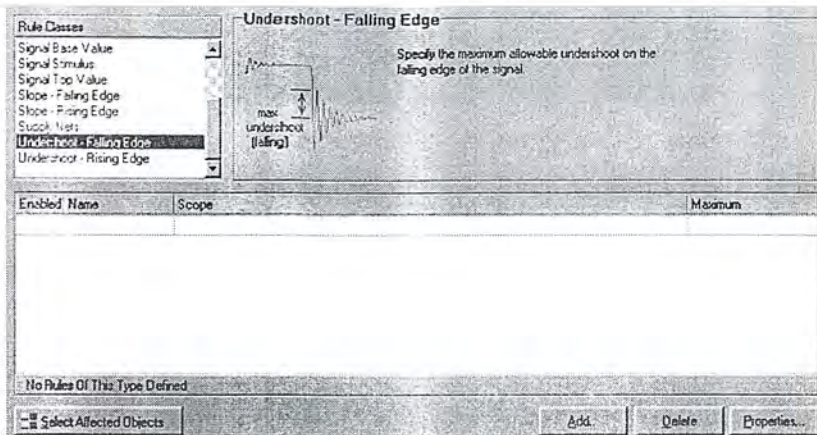 Rule Classes
Signal Base Value
Signal Stimulus
Signal Top Value
Slope - Falling Edge
Slope - Rising Edge
Supply Nets
Undershoot - Falling Edge
Undershoot - Rising Edge
Undershoot - Falling Edge
Specify the maximum allowable undershoot on the
falling edge of the signal.
max
undershoot
(falling)
Enabled Name Scope Maximum
No Rules Of This Type Defined
Select Affected Objects Add... Delete Properties...